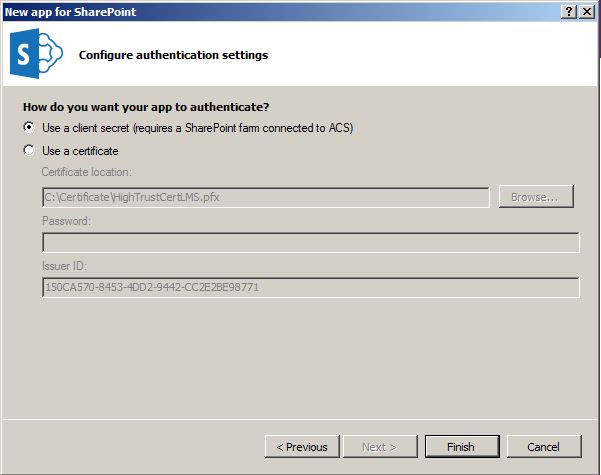 New app for SharePoint
S
Configure authentication settings
How do you want your app to authenticate?
Use a client secret (requires a SharePoint farm connected to ACS)
Use a certificate
Certificate location:
C:\Certificate\HighTrustCertLMS.pfx
Browse...
Password:
Issuer ID:
150CA570-8453-4DD2-9442-CC2E2BE98771
< Previous
Next >
Finish
Cancel